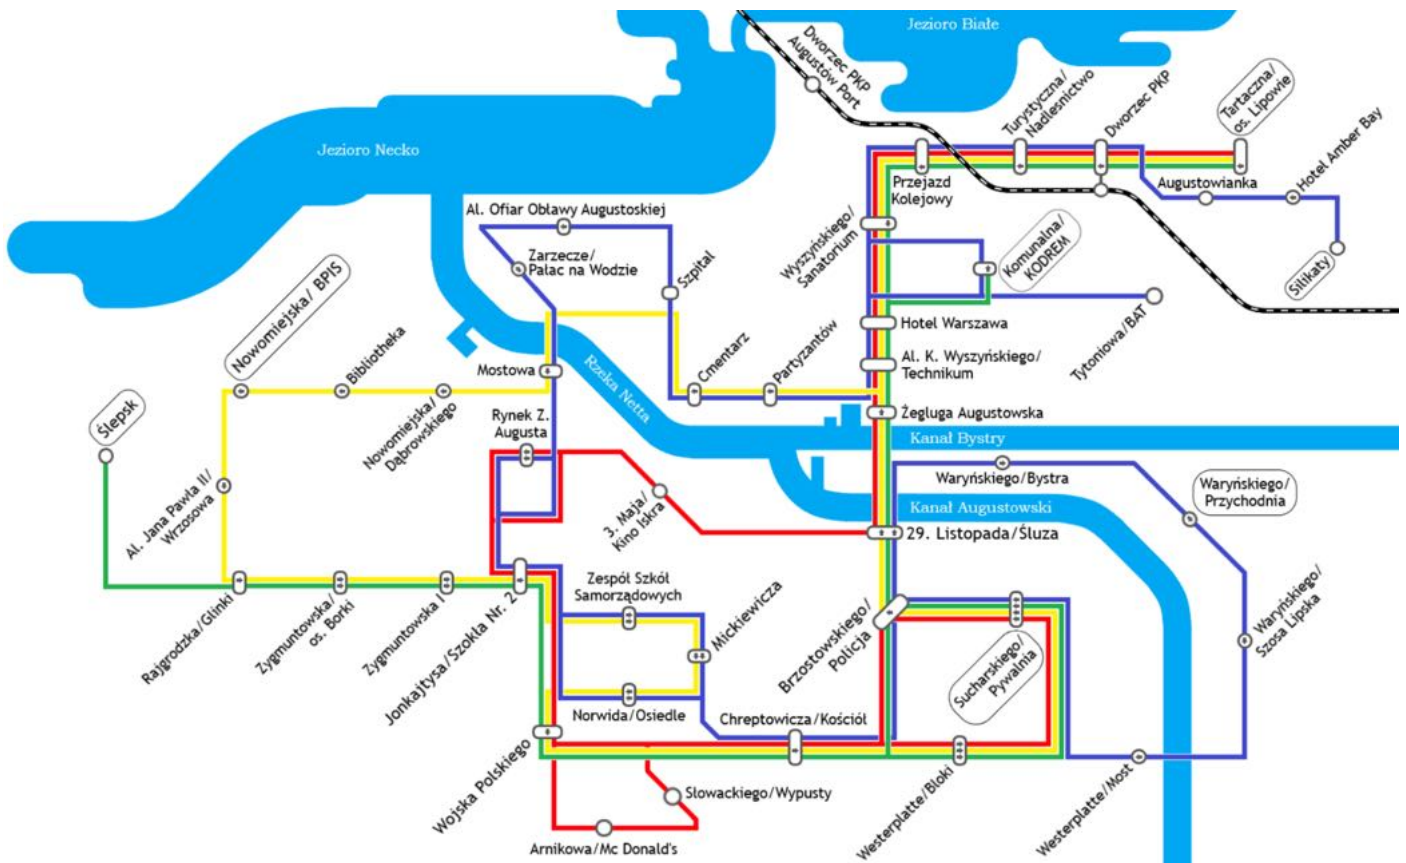 Jezioro Białe
Dworzec PKP
Augustów Port
Turystyczna/
Nadlesnictwo
Dworzec PKP
Tartaczna/
os. Lipowie
Jezioro Necko
Hotel Amber Bay
Augustowianka
Przejazd
Kolejowy
Al. Ofiar Obławy Augustoskiej
Wyszyńskiego/
Sanatorium
Komunalna/
KODREM
Zarzecze/
Pałac na Wodzie
Szpital
Silikaty
Nowomiejska/ BPIS
Hotel Warszawa
Tytoniowa/BAT
Bibliotheka
Mostowa
Rzeka Netta
Cmentarz
Partyzantów
Al. K. Wyszyńskiego/
Technikum
Ślepsk
Nowomiejska/
Dąbrowskiego
Rynek Z.
Augusta
Żegluga Augustowska
Kanał Bystry
Al. Jana Pawła II/
Wrzosowa
3. Maja/
Kino Iskra
Waryńskiego/Bystra
Waryńskiego/
Przychodnia
Kanał Augustowski
29. Listopada/Śluza
Zespół Szkół
Samorządowych
Mickiewicza
Rajgrodzka/Glinki
Zygmuntowska/
os. Borki
Zygmuntowska I
Jonkajtysa/Szokla Nr. 2
Brzostowskiego/
Policja
Sucharskiego/
Pywalnia
Waryńskiego/
Szosa Lipska
Norwida/Osiedle
Chreptowicza/Kościół
Wojska Polskiego
Słowackiego/Wypusty
Westerplatte/Bloki
Westerplatte/Most
Arnikowa/Mc Donald's